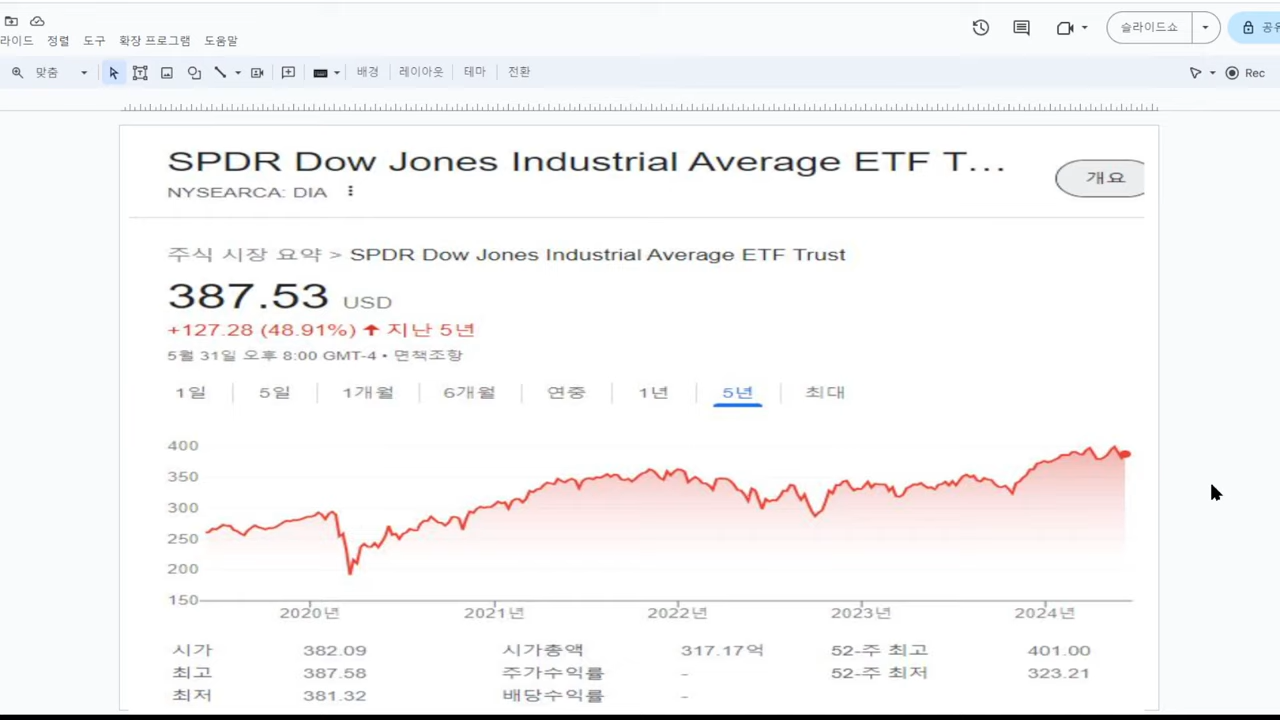 라이드 정렬 도구 확장 프로그램 도움말
슬라이드쇼
맞춤 배경 레이아웃 테마 전환 Rec
SPDR Dow Jones Industrial Average ETF T...
NYSEARCA: DIA
개요
주식 시장 요약 > SPDR Dow Jones Industrial Average ETF Trust
387.53 USD
+127.28 (48.91%) ↑ 지난 5년
5월 31일 오후 8:00 GMT-4 • 면책조항
1일 5일 1개월 6개월 연중 1년 5년 최대
400
350
300
250
200
150
2020년 2021년 2022년 2023년 2024년
시가 382.09 시가총액 317.17억 52-주 최고 401.00
최고 387.58 주가수익률 - 52-주 최저 323.21
최저 381.32 배당수익률 -